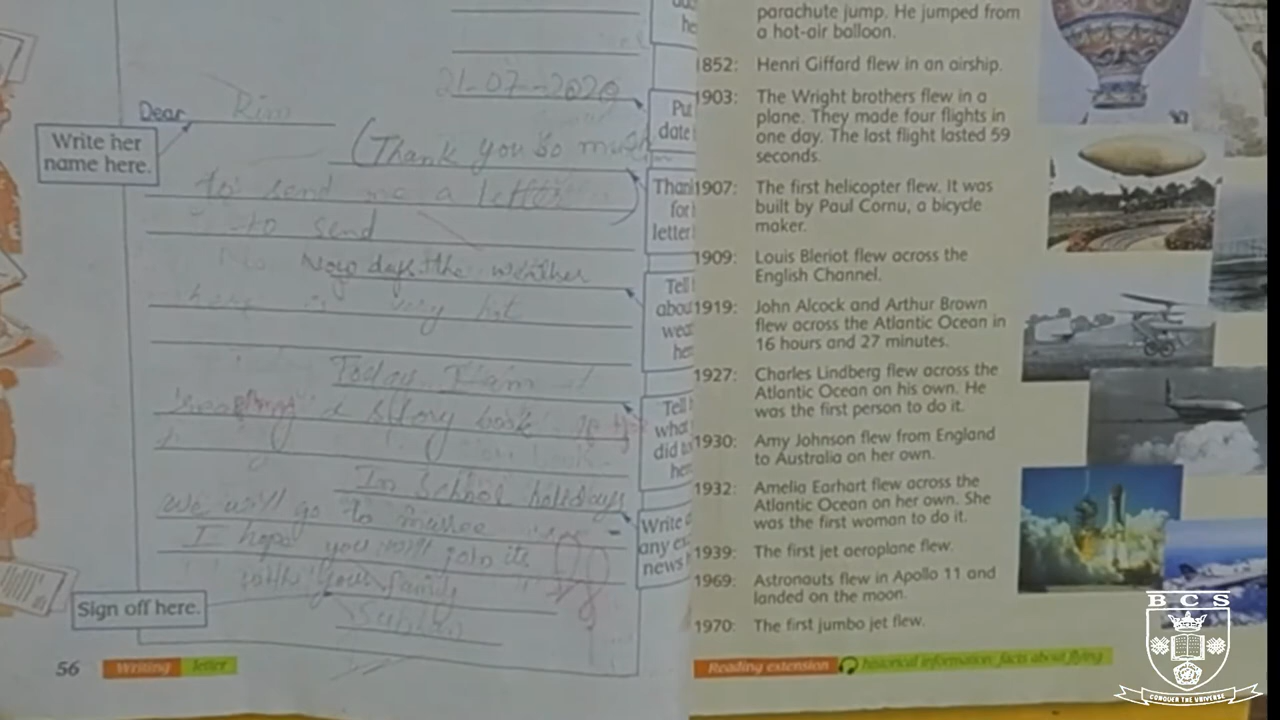 21-07-2020
Dear Rim
Write her
name here.
Put
date
(Thank you so much
to send me a letter
)
to send
Now days the weather
here is very hot
Today I am
a story book
In school holidays
we will go to
I hope you will join
with your family
Sign off here.
Tell
Tell
what
Write
any
news
56 Writing letter
parachute jump. He jumped from
a hot-air balloon.
1852: Henri Giffard flew in an airship.
1903: The Wright brothers flew in a
plane. They made four flights in
one day. The last flight lasted 59
seconds.
1907: The first helicopter flew. It was
built by Paul Cornu, a bicycle
maker.
1909: Louis Bleriot flew across the
English Channel.
1919: John Alcock and Arthur Brown
flew across the Atlantic Ocean in
16 hours and 27 minutes.
1927: Charles Lindberg flew across the
Atlantic Ocean on his own. He
was the first person to do it.
1930: Amy Johnson flew from England
to Australia on her own.
1932: Amelia Earhart flew across the
Atlantic Ocean on her own. She
was the first woman to do it.
1939: The first jet aeroplane flew.
1969: Astronauts flew in Apollo 11 and
landed on the moon.
1970: The first jumbo jet flew.
Reading extension historical information: facts about flying
BCS
CONQUER THE UNIVERSE